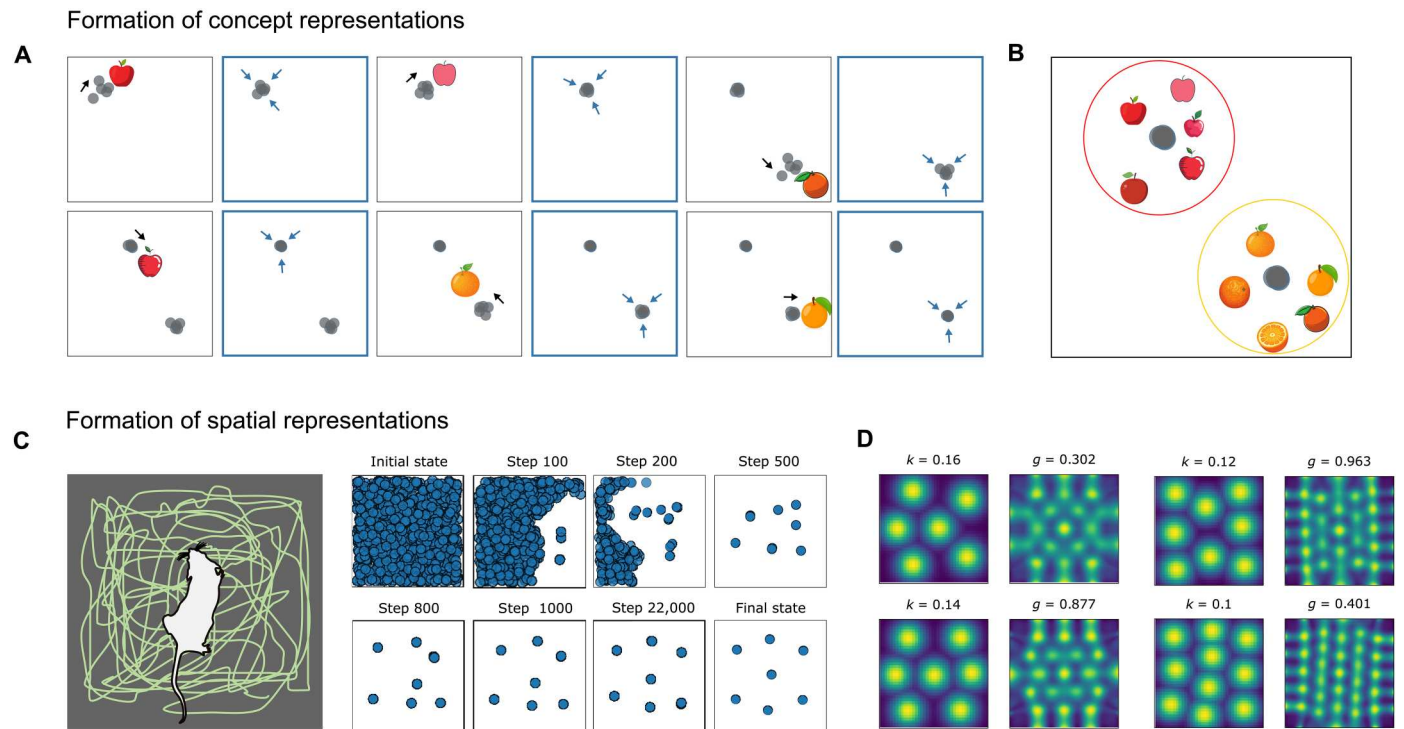 Formation of concept representations
A
B
Formation of spatial representations
C
D
Initial state
Step 100
Step 200
Step 500
Step 800
Step 1000
Step 22,000
Final state
k = 0.16
g = 0.302
k = 0.12
g = 0.963
k = 0.14
g = 0.877
k = 0.1
g = 0.401